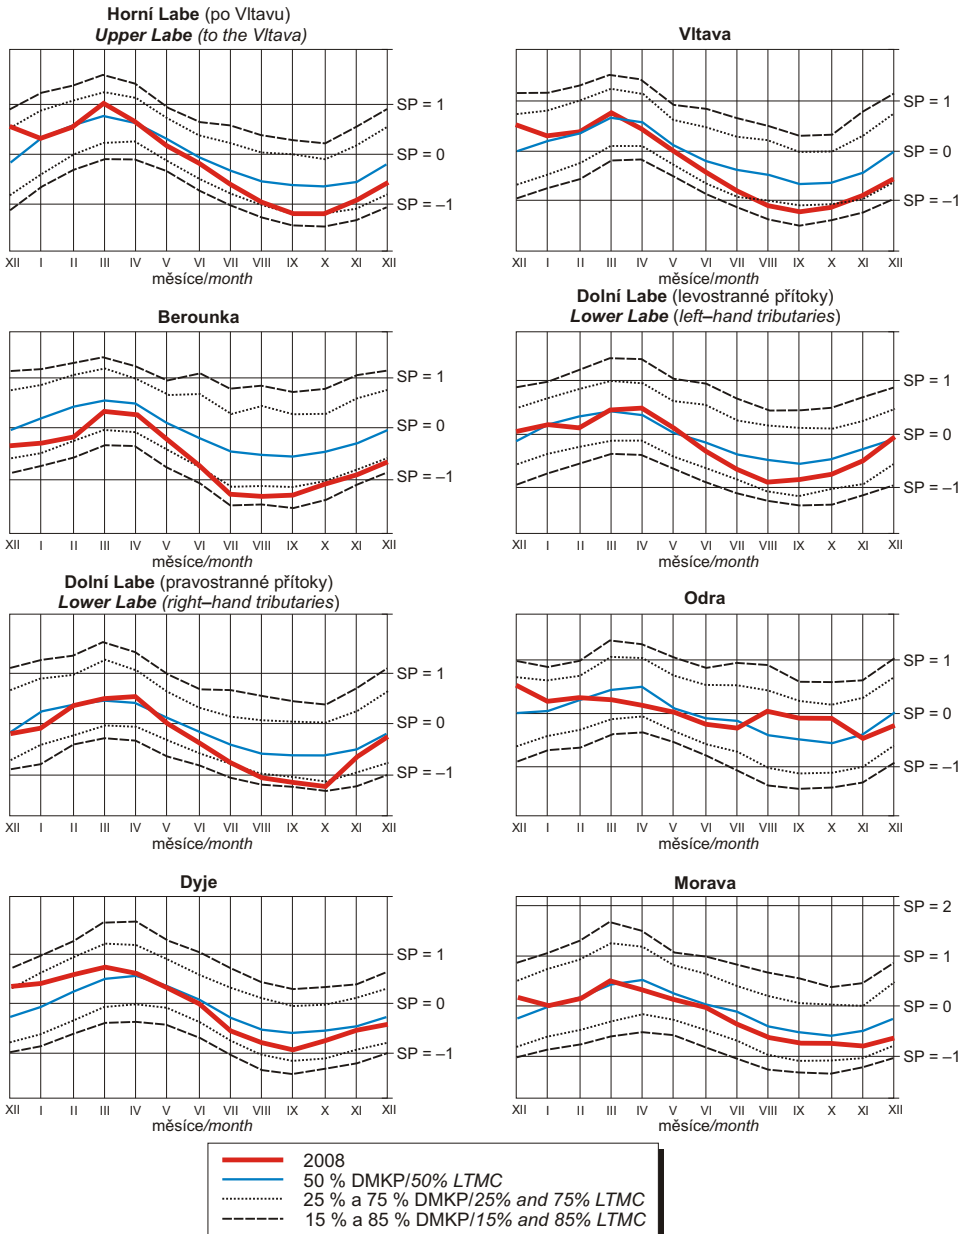 Horní Labe (po Vltavu)
Upper Labe (to the Vltava)
SP = 1
SP = 0
SP = –1
XII I II III IV V VI VII VIII IX X XI XII
měsíce/month
Vltava
SP = 1
SP = 0
SP = –1
XII I II III IV V VI VII VIII IX X XI XII
měsíce/month
Berounka
SP = 1
SP = 0
SP = –1
XII I II III IV V VI VII VIII IX X XI XII
měsíce/month
Dolní Labe (levostranné přítoky)
Lower Labe (left–hand tributaries)
SP = 1
SP = 0
SP = –1
XII I II III IV V VI VII VIII IX X XI XII
měsíce/month
Dolní Labe (pravostranné přítoky)
Lower Labe (right–hand tributaries)
SP = 1
SP = 0
SP = –1
XII I II III IV V VI VII VIII IX X XI XII
měsíce/month
Odra
SP = 1
SP = 0
SP = –1
XII I II III IV V VI VII VIII IX X XI XII
měsíce/month
Dyje
SP = 1
SP = 0
SP = –1
XII I II III IV V VI VII VIII IX X XI XII
měsíce/month
Morava
SP = 2
SP = 1
SP = 0
SP = –1
XII I II III IV V VI VII VIII IX X XI XII
měsíce/month
2008
50 % DMKP/50% LTMC
25 % a 75 % DMKP/25% and 75% LTMC
15 % a 85 % DMKP/15% and 85% LTMC